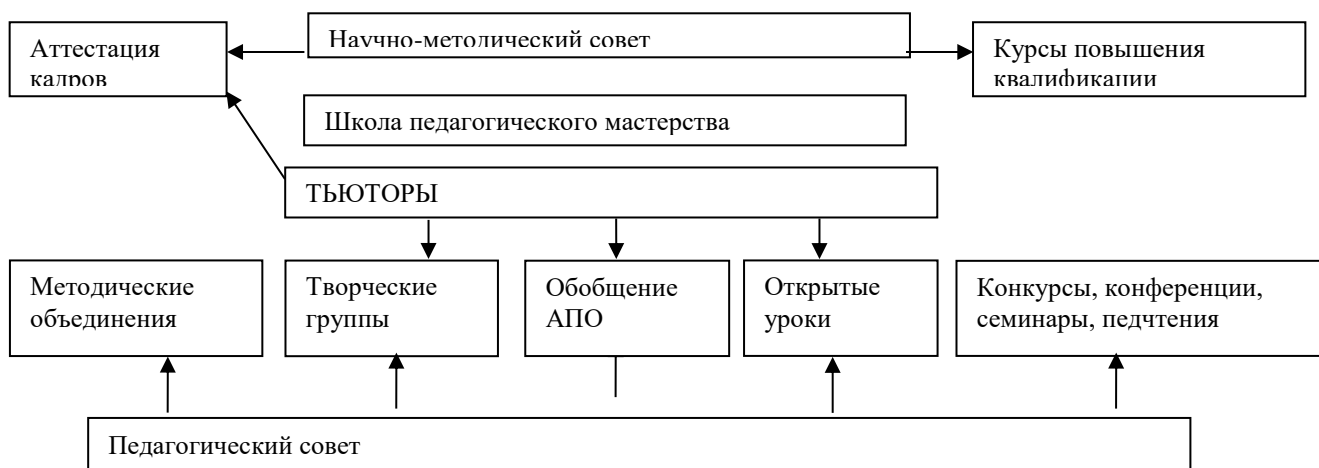 Аттестация
кадров
Научно-методический совет
Курсы повышения
квалификации
Школа педагогического мастерства
ТЬЮТОРЫ
Методические
объединения
Творческие
группы
Обобщение
АПО
Открытые
уроки
Конкурсы, конференции,
семинары, педчтения
Педагогический совет